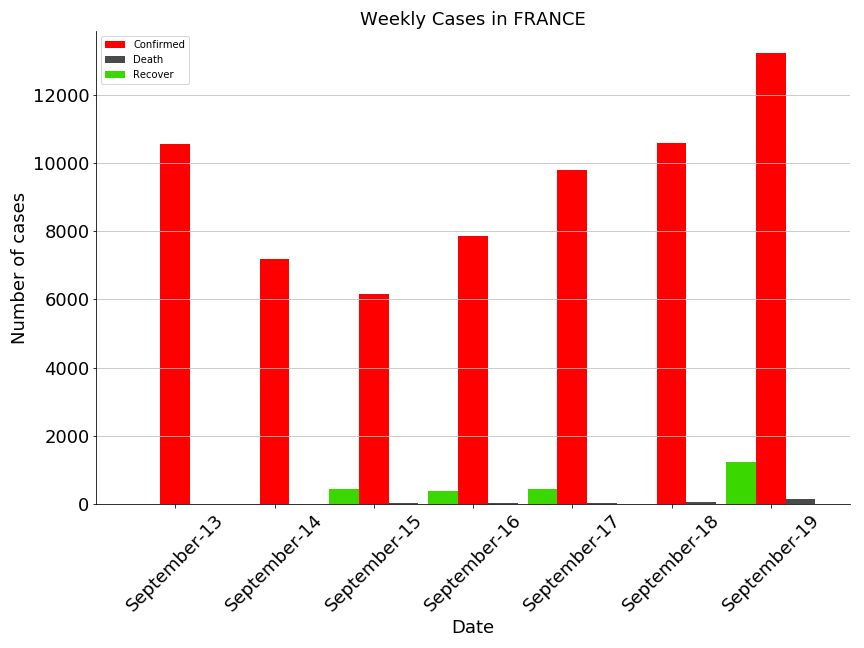 Weekly Cases in FRANCE
Confirmed
Death
Recover
12000
10000
8000
6000
4000
2000
0
Number of cases
September-13
September-14
September-15
September-16
September-17
September-18
September-19
Date